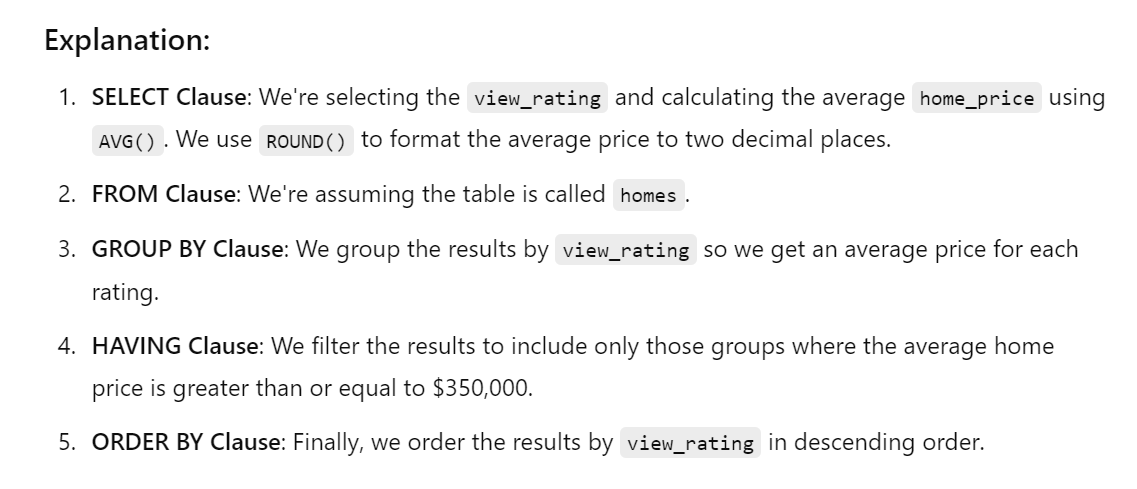 Explanation:
1. SELECT Clause: We're selecting the view_rating and calculating the average home_price using
AVG() . We use ROUND() to format the average price to two decimal places.
2. FROM Clause: We're assuming the table is called homes .
3. GROUP BY Clause: We group the results by view_rating so we get an average price for each
rating.
4. HAVING Clause: We filter the results to include only those groups where the average home
price is greater than or equal to $350,000.
5. ORDER BY Clause: Finally, we order the results by view_rating in descending order.